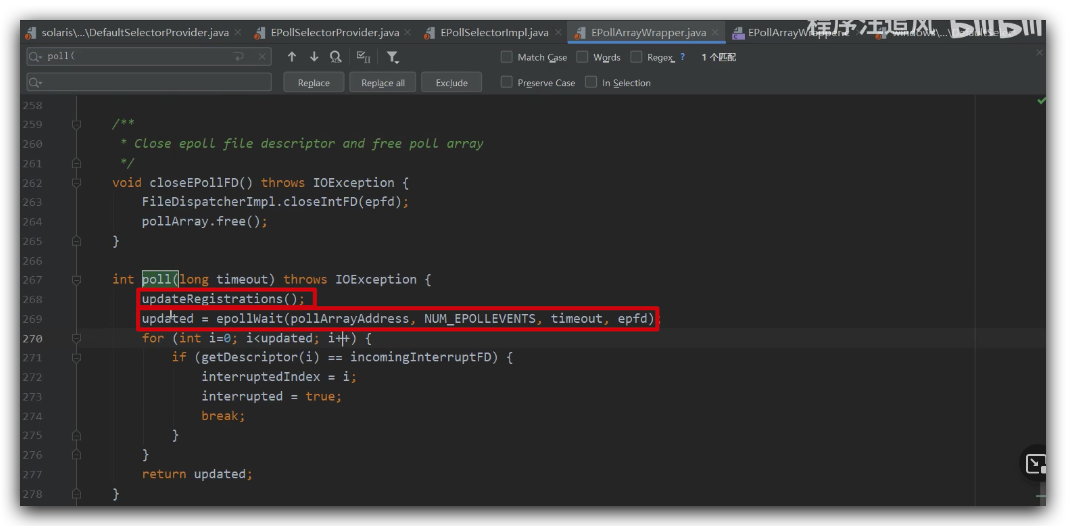 solaris\...\DefaultSelectorProvider.java EPollSelectorProvider.java EPollSelectorImpl.java EPollArrayWrapper.java
程序汪追风 bilibili
poll( Match Case Words Regex ? 1 个匹配
Replace Replace all Exclude Preserve Case In Selection
258
259 /**
260 * Close epoll file descriptor and free poll array
261 */
262 void closeEPollFD() throws IOException {
263 FileDispatcherImpl.closeIntFD(epfd);
264 pollArray.free();
265 }
266
267 int poll(long timeout) throws IOException {
268 updateRegistrations();
269 updated = epollWait(pollArrayAddress, NUM_EPOLLEVENTS, timeout, epfd);
270 for (int i=0; i<updated; i++) {
271 if (getDescriptor(i) == incomingInterruptFD) {
272 interruptedIndex = i;
273 interrupted = true;
274 break;
275 }
276 }
277 return updated;
278 }